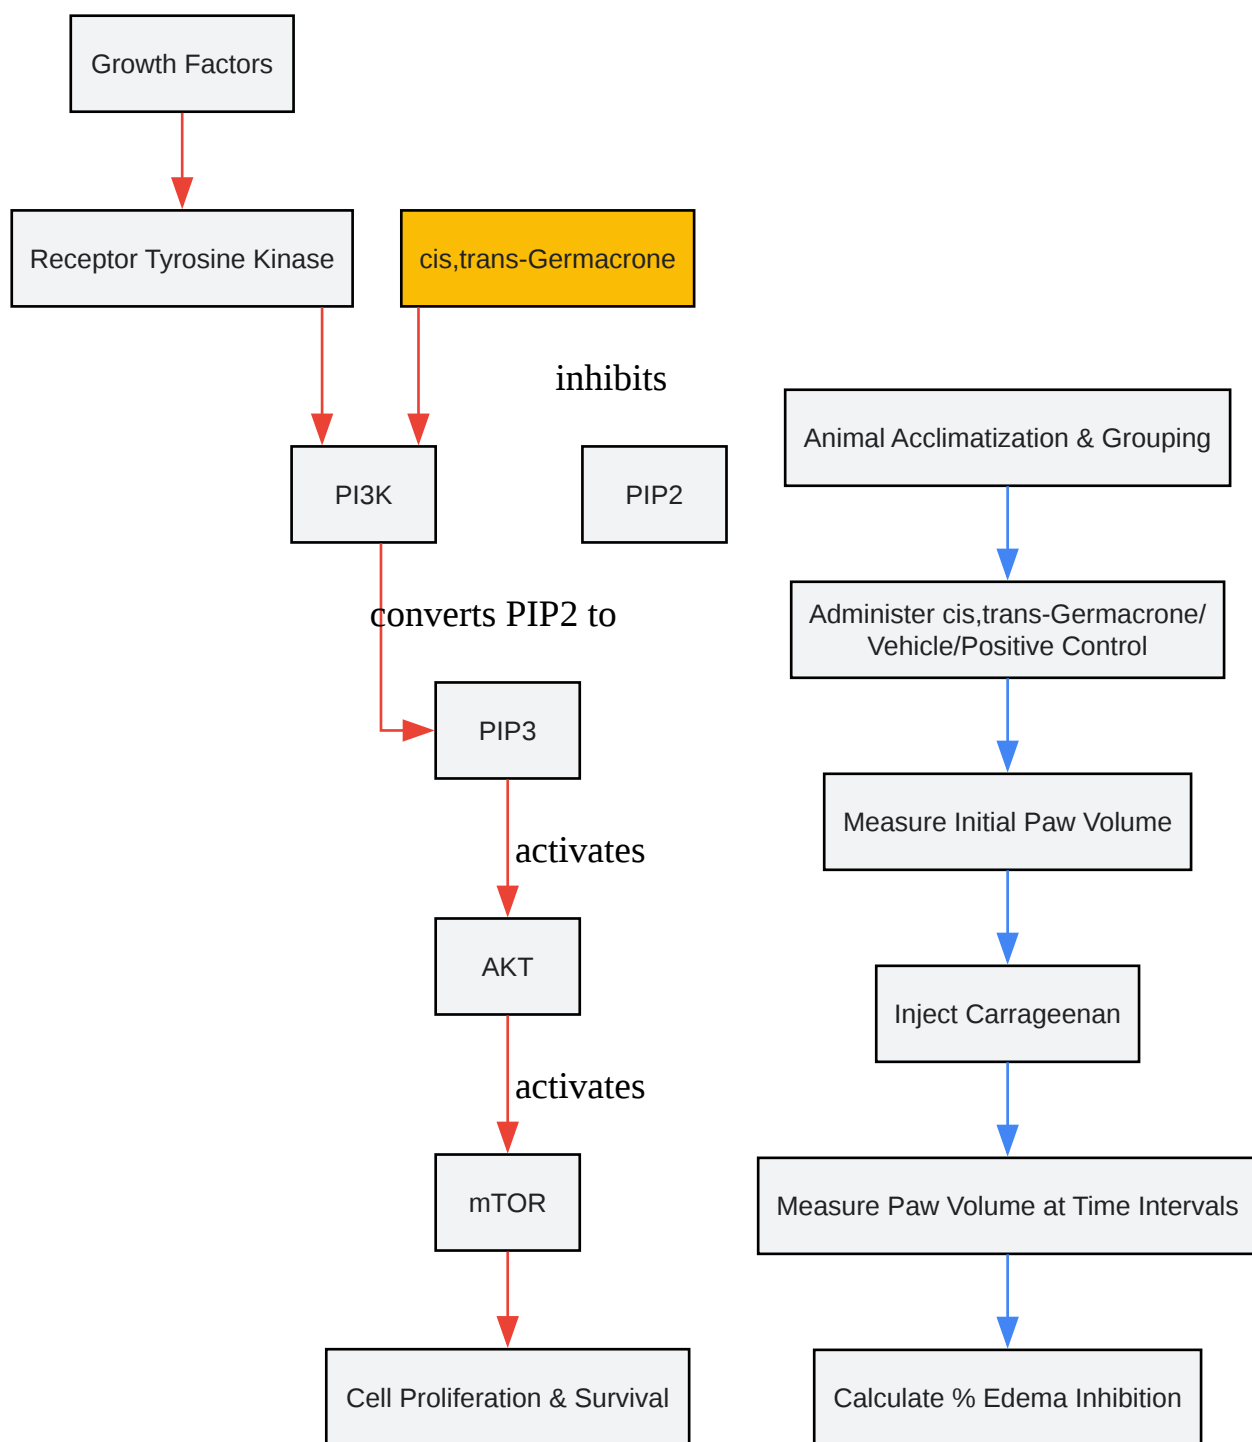 Growth Factors
Receptor Tyrosine Kinase
cis,trans-Germacrone
inhibits
PI3K
PIP2
converts PIP2 to
PIP3
activates
AKT
activates
mTOR
Cell Proliferation & Survival
Animal Acclimatization & Grouping
Administer cis,trans-Germacrone/
Vehicle/Positive Control
Measure Initial Paw Volume
Inject Carrageenan
Measure Paw Volume at Time Intervals
Calculate % Edema Inhibition